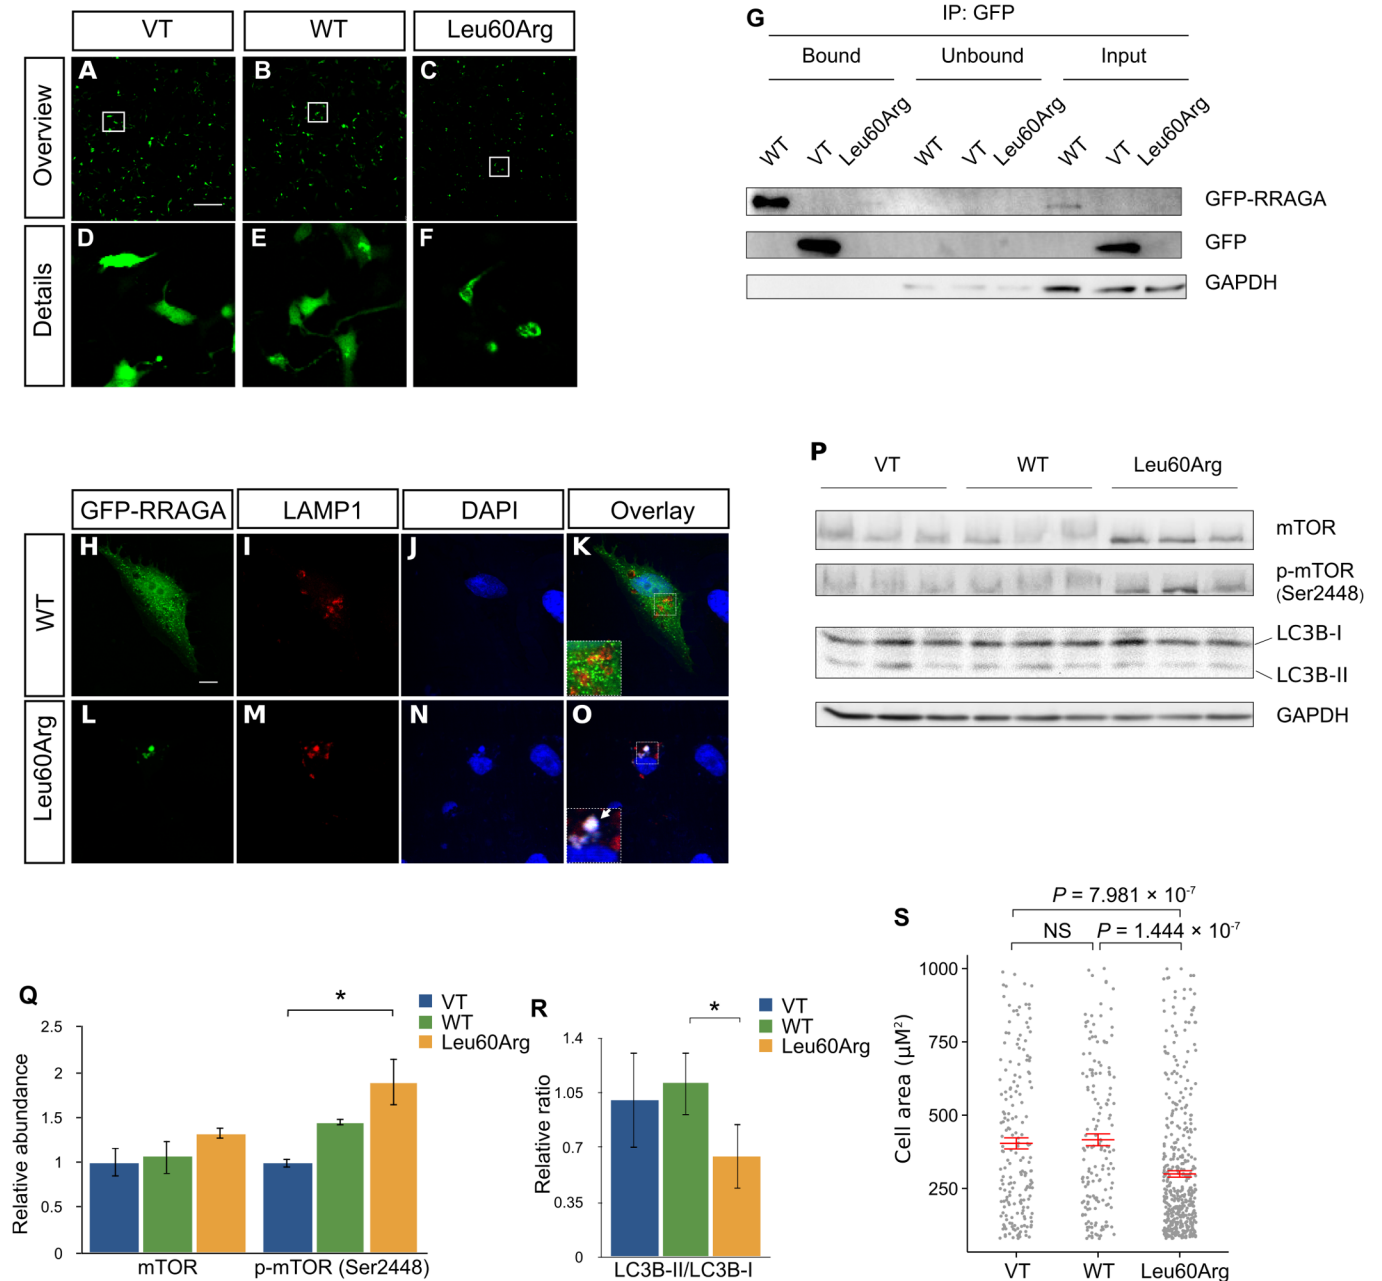 VT WT Leu60Arg
Overview
A B C
Details
D E F
G
IP: GFP
Bound Unbound Input
WT VT Leu60Arg WT VT Leu60Arg WT VT Leu60Arg
GFP-RRAGA
GFP
GAPDH
GFP-RRAGA LAMP1 DAPI Overlay
WT
H I J K
Leu60Arg
L M N O
P
VT WT Leu60Arg
mTOR
p-mTOR
(Ser2448)
LC3B-I
LC3B-II
GAPDH
Q
*
VT
WT
Leu60Arg
Relative abundance
2.5
2
1.5
1
0.5
0
mTOR p-mTOR (Ser2448)
R
*
VT
WT
Leu60Arg
Relative ratio
1.4
1.05
0.7
0.35
0
LC3B-II/LC3B-I
S
P = 7.981 × 10-7
NS P = 1.444 × 10-7
Cell area (µM²)
1000
750
500
250
VT WT Leu60Arg